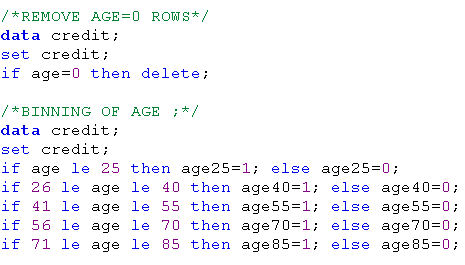 /*REMOVE AGE=0 ROWS*/
data credit;
set credit;
if age=0 then delete;
/*BINNING OF AGE ;*/
data credit;
set credit;
if age le 25 then age25=1; else age25=0;
if 26 le age le 40 then age40=1; else age40=0;
if 41 le age le 55 then age55=1; else age55=0;
if 56 le age le 70 then age70=1; else age70=0;
if 71 le age le 85 then age85=1; else age85=0;